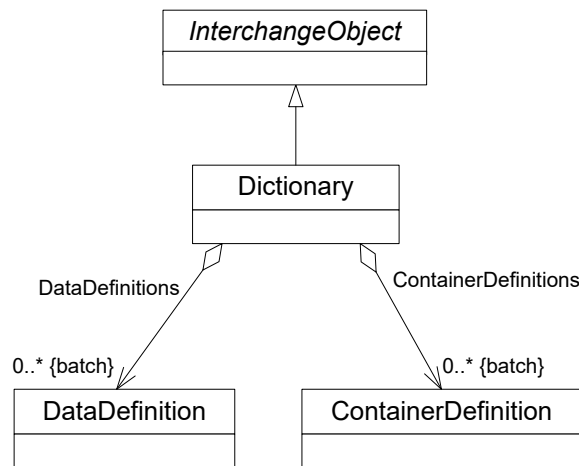 InterchangeObject
Dictionary
DataDefinitions
ContainerDefinitions
0..* {batch}
0..* {batch}
DataDefinition
ContainerDefinition